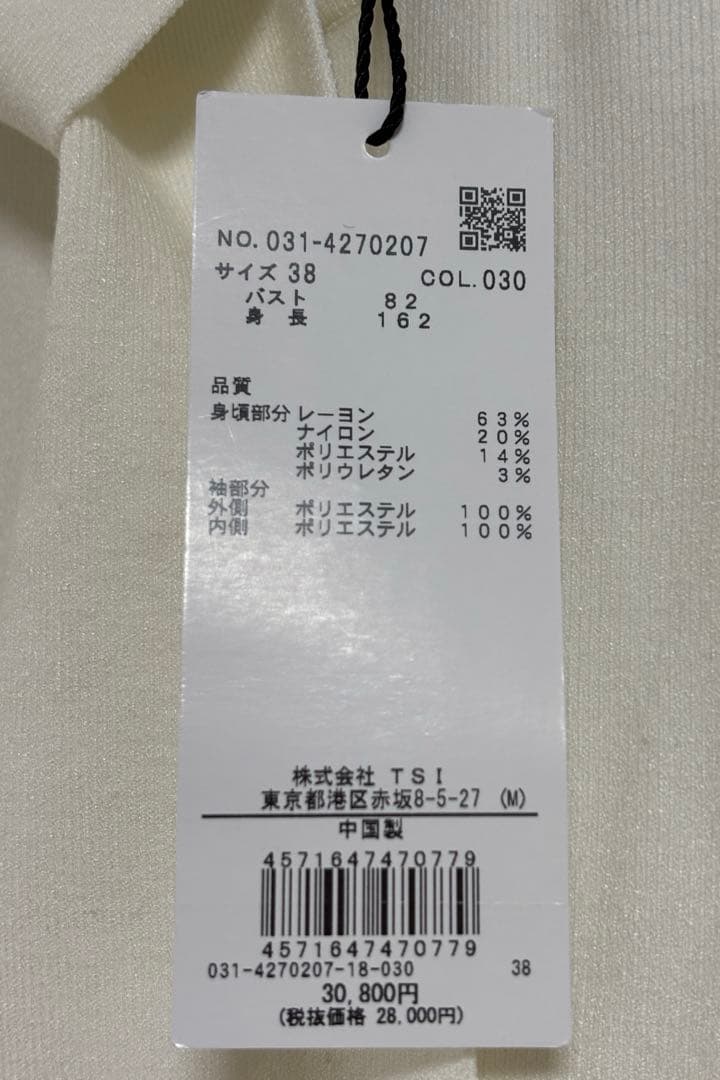 NO. 031-4270207
サイズ 38 COL. 030
バスト 82
身 長 162
品質
身頃部分 レーヨン 63%
ナイロン 20%
ポリエステル 14%
ポリウレタン 3%
袖部分
外側 ポリエステル 100%
内側 ポリエステル 100%
株式会社 TSI
東京都港区赤坂8-5-27 (M)
中国製
4571647470779
4571647470779
031-4270207-18-030 38
30,800円
(税抜価格 28,000円)